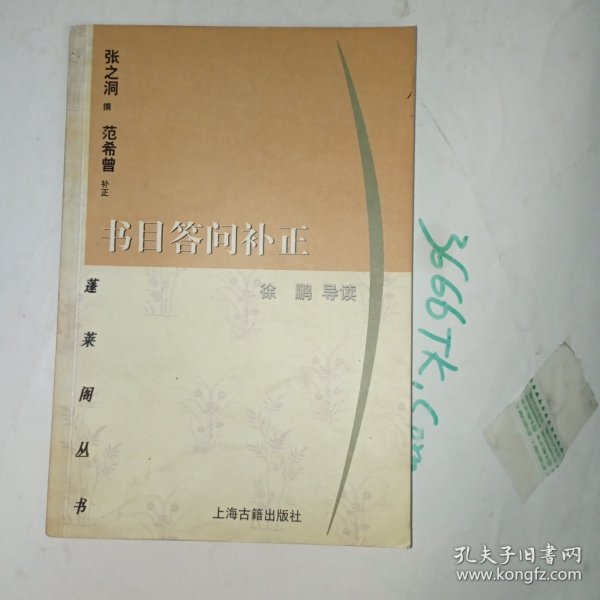 张之洞 撰 范希曾 补正
书目答问补正
徐鹏 导读
蓬莱阁丛书
上海古籍出版社
3666Tk.Com
孔夫子旧书网
www.kongfz.com